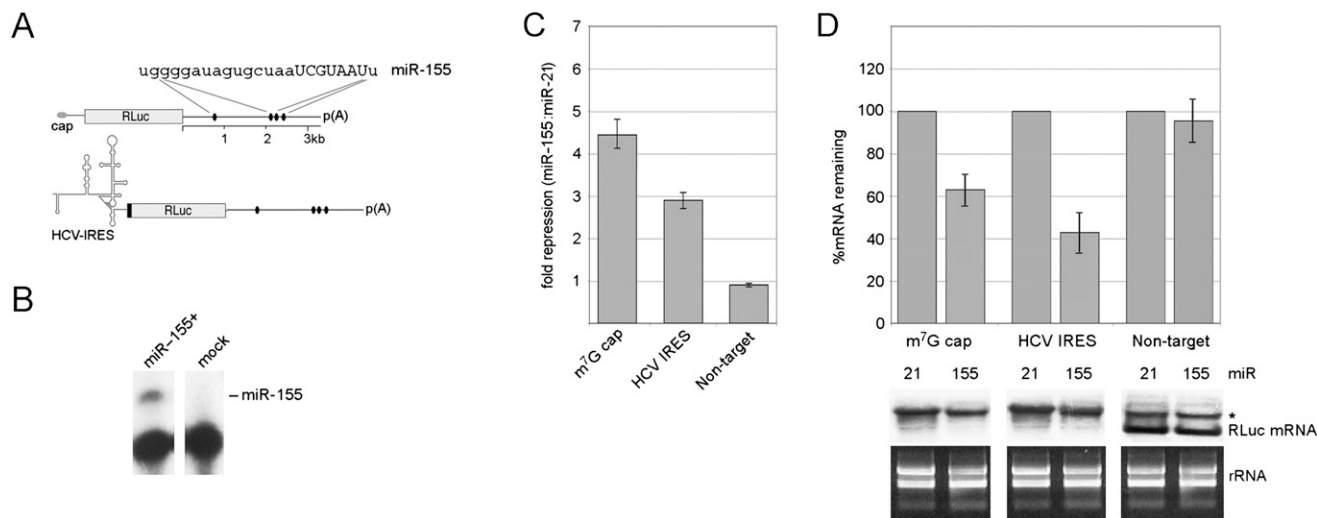 A
uggggauagugcuaaUCGUAAUu miR-155
RLuc
p(A)
cap
1 2 3kb
RLuc
p(A)
HCV-IRES
B
miR-155+ mock
miR-155
C
fold repression (miR-155:miR-21)
7
6
5
4
3
2
1
m7G cap HCV IRES Non-target
D
%mRNA remaining
120
100
80
60
40
20
0
m7G cap HCV IRES Non-target
21 155 21 155 21 155 miR
*
RLuc mRNA
rRNA